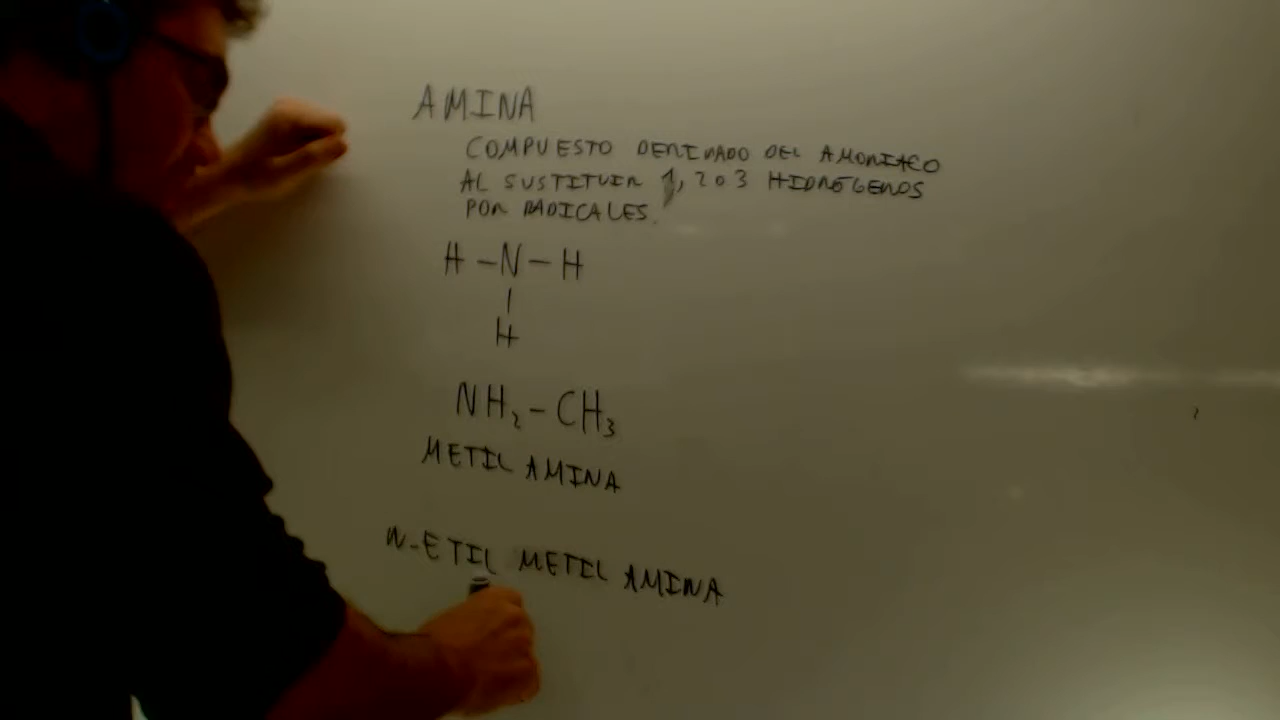 AMINA
COMPUESTO DERIVADO DEL AMONIACO
AL SUSTITUIR 1, 2 o 3 HIDRÓGENOS
POR RADICALES.
H - N - H
|
H
NH₂ - CH₃
METIL AMINA
N-ETIL METIL AMINA